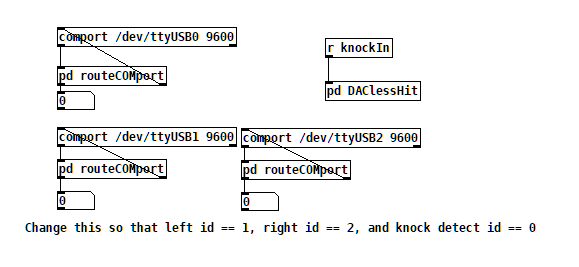 comport /dev/ttyUSB0 9600
r knockIn
pd routeCOMport
pd DAClessHit
0
comport /dev/ttyUSB1 9600
comport /dev/ttyUSB2 9600
pd routeCOMport
pd routeCOMport
0
0
Change this so that left id == 1, right id == 2, and knock detect id == 0